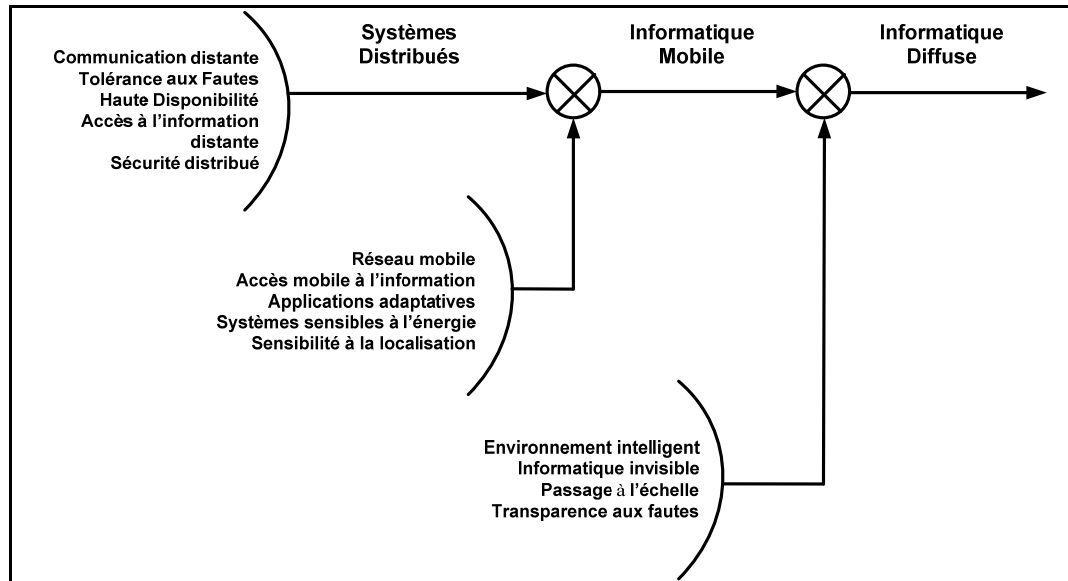 Systèmes
Distribués
Informatique
Mobile
Informatique
Diffuse
Communication distante
Tolérance aux Fautes
Haute Disponibilité
Accès à l'information
distante
Sécurité distribué
Réseau mobile
Accès mobile à l'information
Applications adaptatives
Systèmes sensibles à l'énergie
Sensibilité à la localisation
Environnement intelligent
Informatique invisible
Passage à l'échelle
Transparence aux fautes